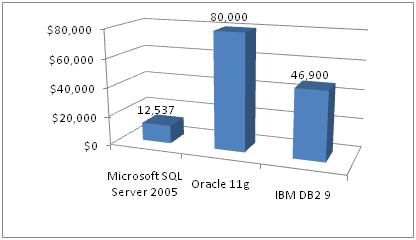 80,000
$80,000
$60,000
46,900
$40,000
12,537
$20,000
$0
Microsoft SQL
Server 2005
Oracle 11g
IBM DB2 9